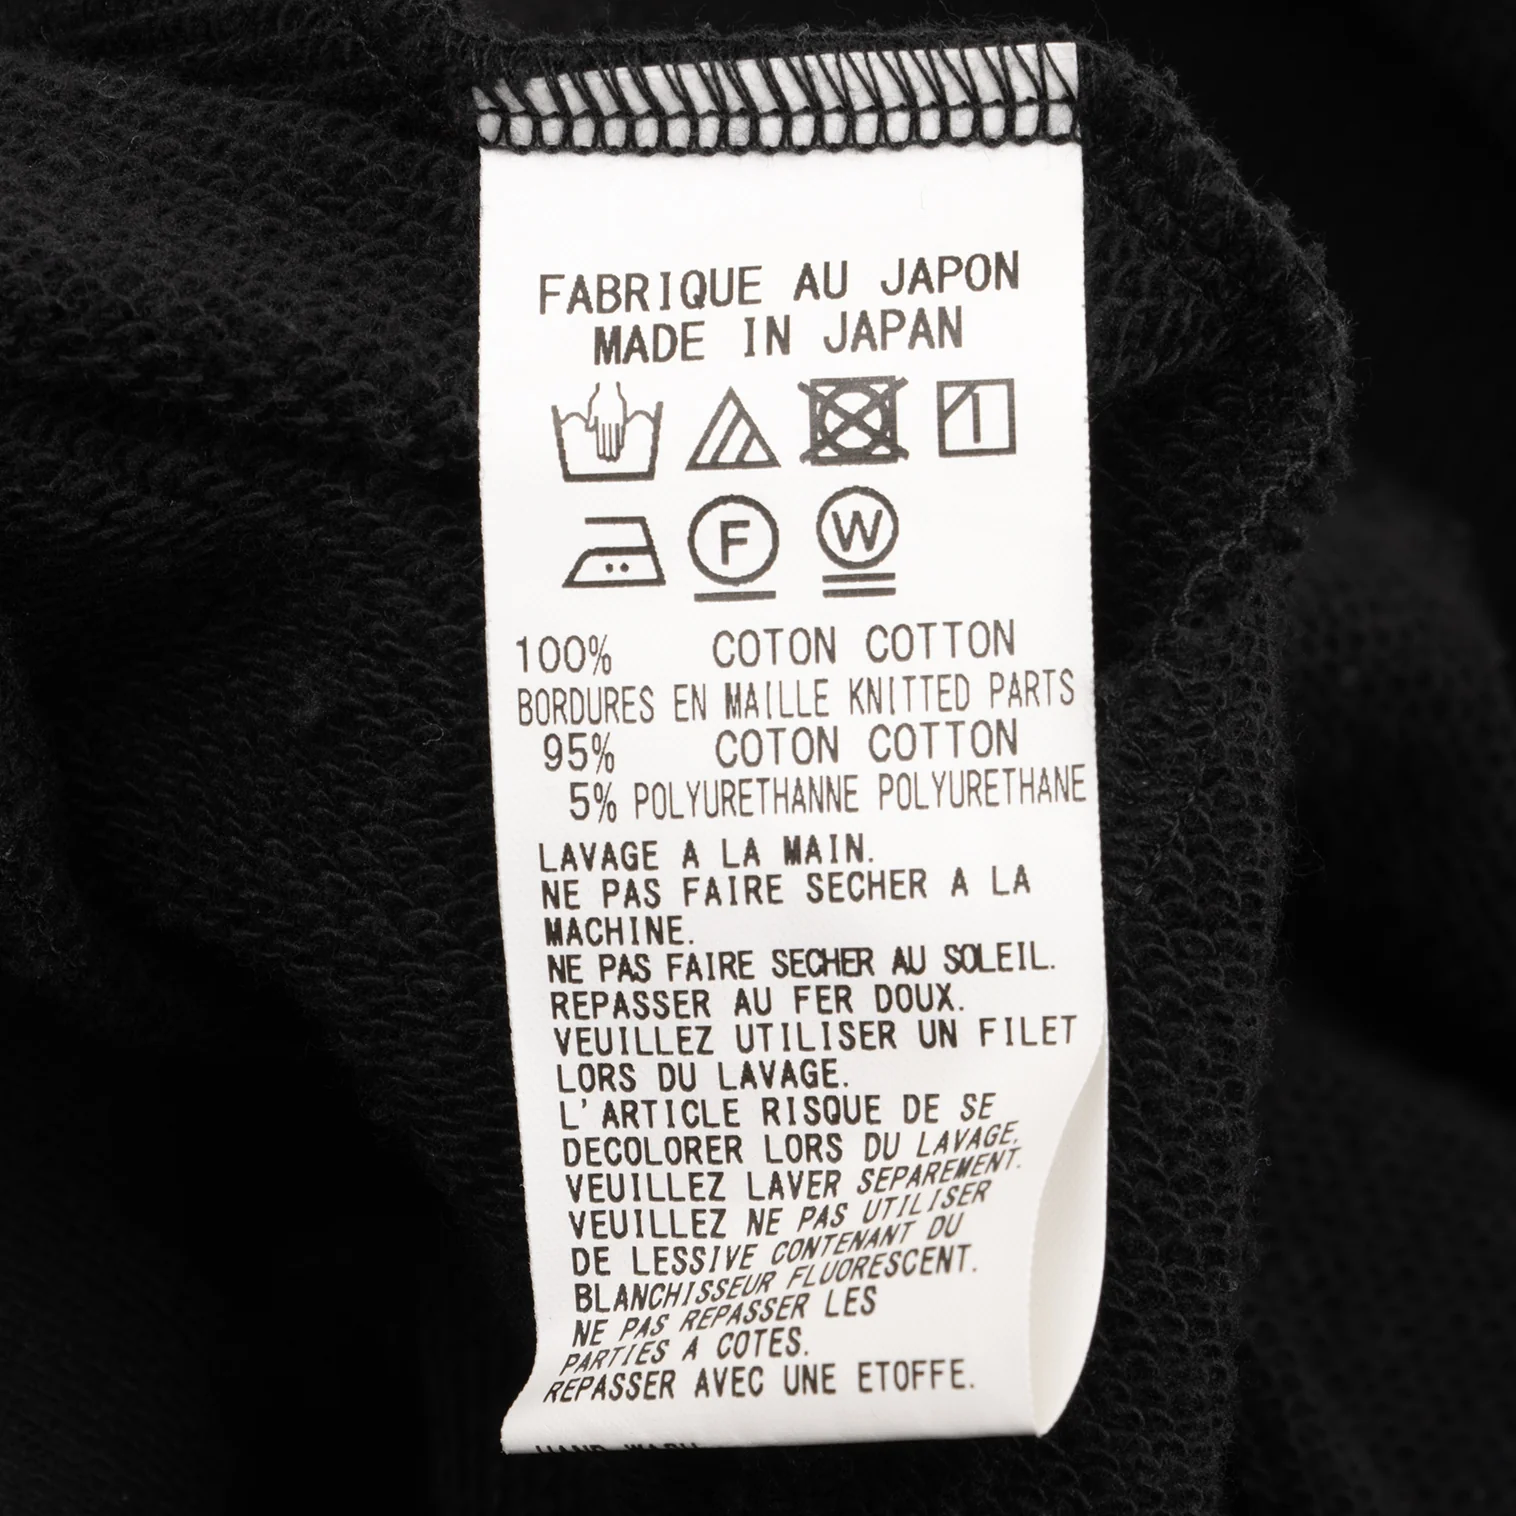 FABRIQUE AU JAPON
MADE IN JAPAN
F W
100% COTON COTTON
BORDURES EN MAILLE KNITTED PARTS
95% COTON COTTON
5% POLYURETHANNE POLYURETHANE
LAVAGE A LA MAIN.
NE PAS FAIRE SECHER A LA
MACHINE.
NE PAS FAIRE SECHER AU SOLEIL.
REPASSER AU FER DOUX.
VEUILLEZ UTILISER UN FILET
LORS DU LAVAGE.
L'ARTICLE RISQUE DE SE
DECOLORER LORS DU LAVAGE.
VEUILLEZ LAVER SEPAREMENT.
VEUILLEZ NE PAS UTILISER
DE LESSIVE CONTENANT DU
BLANCHISSEUR FLUORESCENT.
NE PAS REPASSER LES
PARTIES A COTES.
REPASSER AVEC UNE ETOFFE.